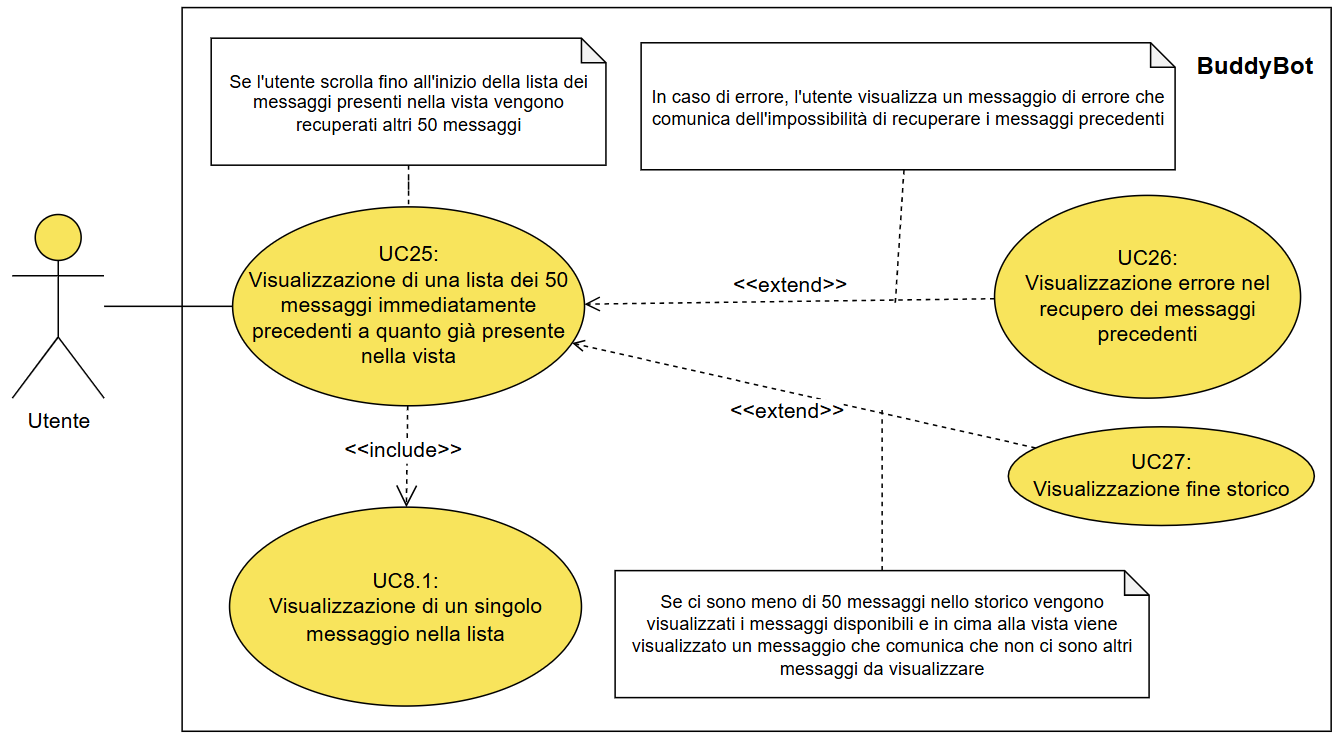 BuddyBot
Se l'utente scrolla fino all'inizio della lista dei
messaggi presenti nella vista vengono
recuperati altri 50 messaggi
In caso di errore, l'utente visualizza un messaggio di errore che
comunica dell'impossibilità di recuperare i messaggi precedenti
UC25:
Visualizzazione di una lista dei 50
messaggi immediatamente
precedenti a quanto già presente
nella vista
<<extend>>
UC26:
Visualizzazione errore nel
recupero dei messaggi
precedenti
Utente
<<extend>>
<<include>>
UC27:
Visualizzazione fine storico
UC8.1:
Visualizzazione di un singolo
messaggio nella lista
Se ci sono meno di 50 messaggi nello storico vengono
visualizzati i messaggi disponibili e in cima alla vista viene
visualizzato un messaggio che comunica che non ci sono altri
messaggi da visualizzare